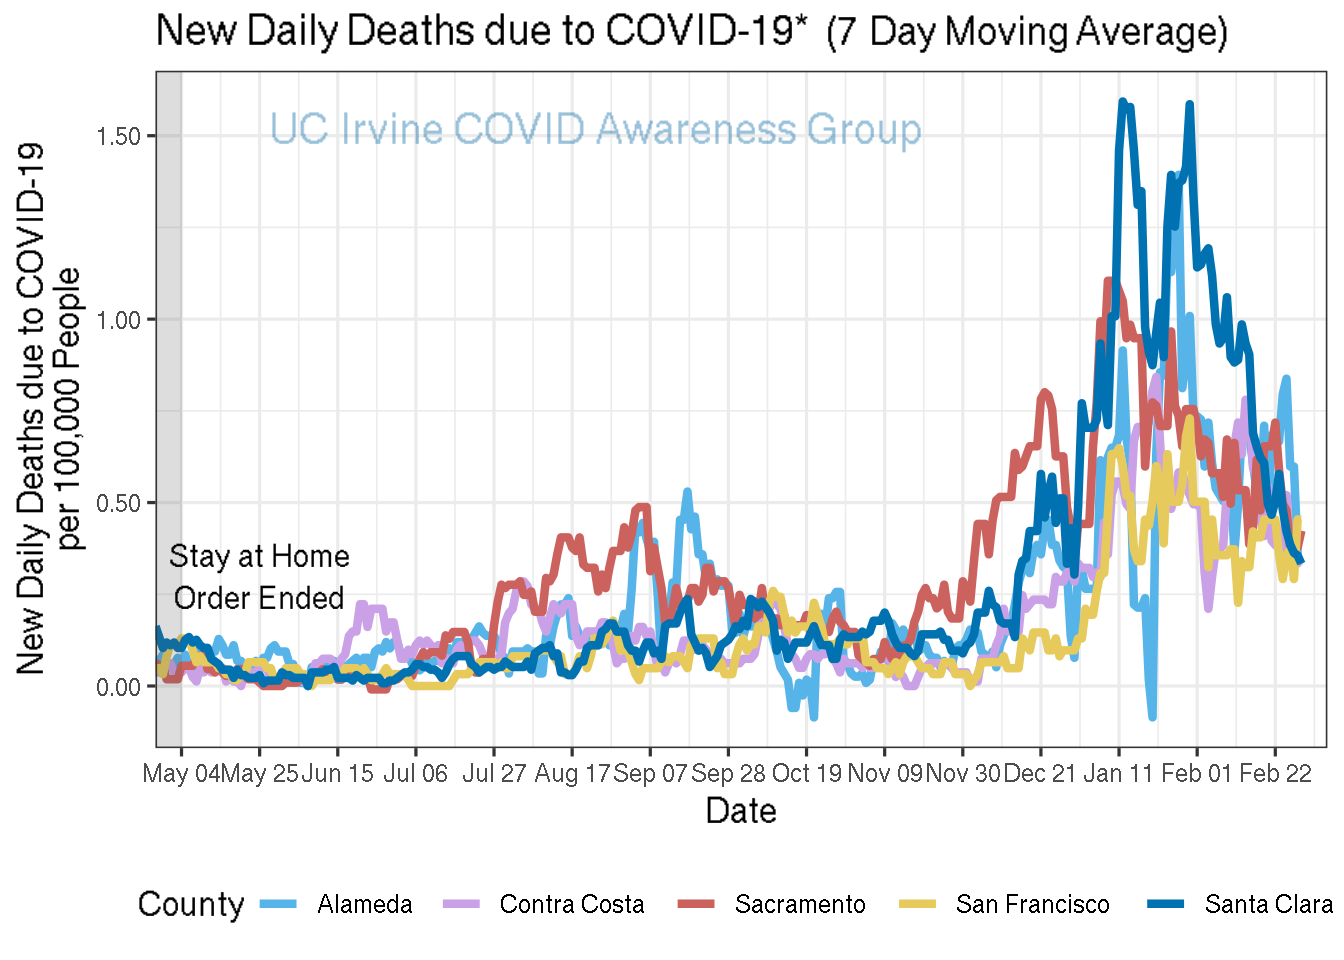 New Daily Deaths due to COVID-19* (7 Day Moving Average)
UC Irvine COVID Awareness Group
New Daily Deaths due to COVID-19
per 100,000 People
1.50
1.00
0.50
0.00
Stay at Home
Order Ended
May 04 May 25 Jun 15 Jul 06 Jul 27 Aug 17 Sep 07 Sep 28 Oct 19 Nov 09 Nov 30 Dec 21 Jan 11 Feb 01 Feb 22
Date
County Alameda Contra Costa Sacramento San Francisco Santa Clara